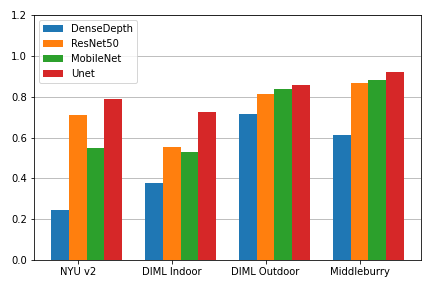 1.2
1.0
0.8
0.6
0.4
0.2
0.0
DenseDepth
ResNet50
MobileNet
Unet
NYU v2 DIML Indoor DIML Outdoor Middleburry